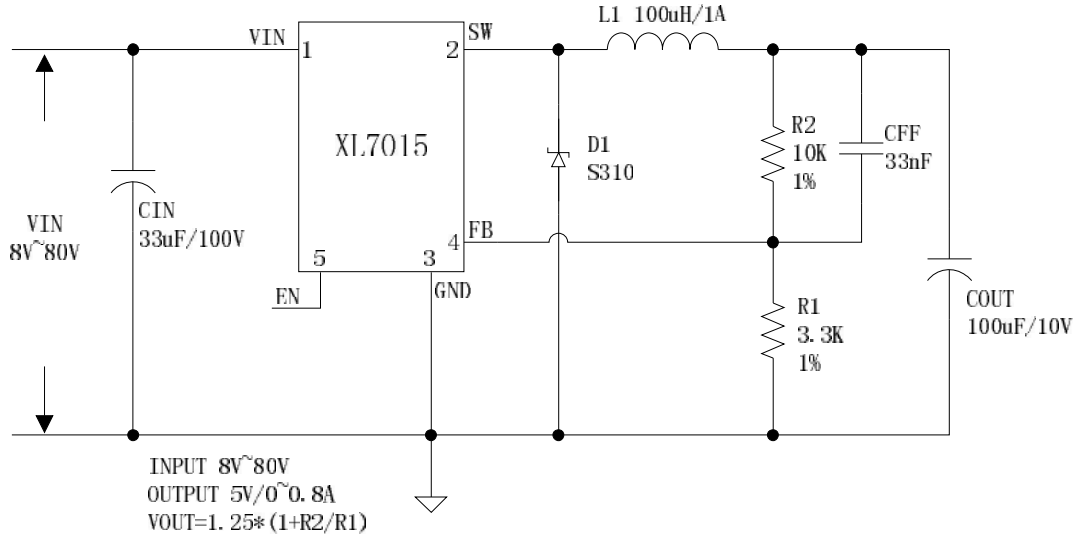 L1 100uH/1A
VIN
1
2
SW
XL7015
D1
S310
R2
10K
1%
CFF
33nF
VIN
8V~80V
CIN
33uF/100V
4
FB
5
3
EN
GND
R1
3.3K
1%
COUT
100uF/10V
INPUT 8V~80V
OUTPUT 5V/0~0.8A
VOUT=1.25*(1+R2/R1)